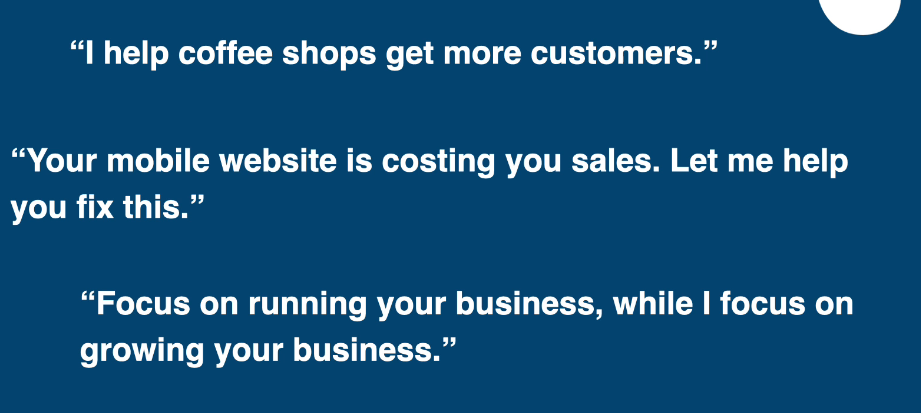 “I help coffee shops get more customers.”
“Your mobile website is costing you sales. Let me help
you fix this.”
“Focus on running your business, while I focus on
growing your business.”